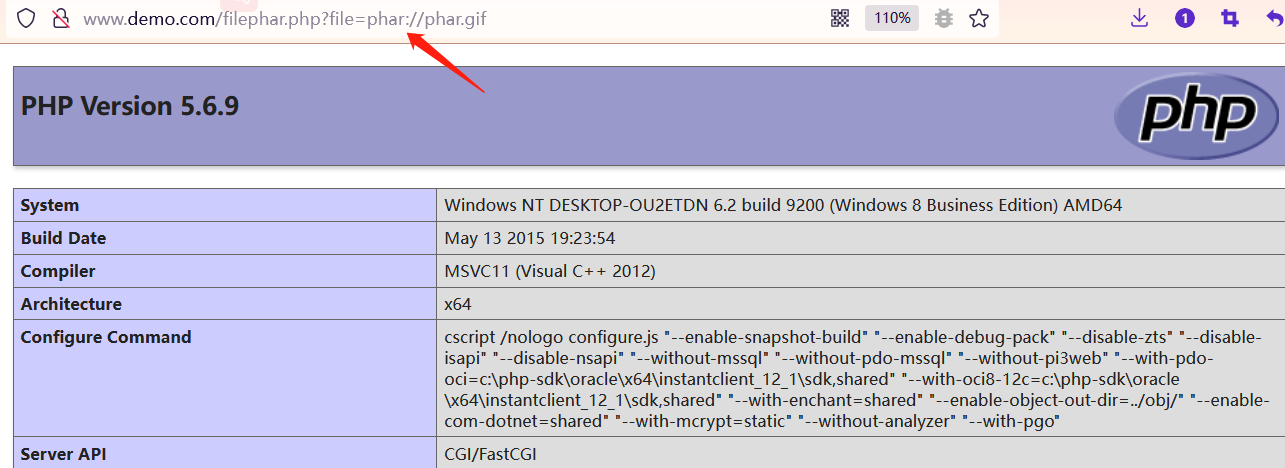 www.demo.com/filephar.php?file=phar://phar.gif
110%
1
PHP Version 5.6.9
php
System
Windows NT DESKTOP-OU2ETDN 6.2 build 9200 (Windows 8 Business Edition) AMD64
Build Date
May 13 2015 19:23:54
Compiler
MSVC11 (Visual C++ 2012)
Architecture
x64
Configure Command
cscript /nologo configure.js "--enable-snapshot-build" "--enable-debug-pack" "--disable-zts" "--disable-
isapi" "--disable-nsapi" "--without-mssql" "--without-pdo-mssql" "--without-pi3web" "--with-pdo-
oci=c:\php-sdk\oracle\x64\instantclient_12_1\sdk,shared" "--with-oci8-12c=c:\php-sdk\oracle
\x64\instantclient_12_1\sdk,shared" "--with-enchant=shared" "--enable-object-out-dir=../obj/" "--enable-
com-dotnet=shared" "--with-mcrypt=static" "--without-analyzer" "--with-pgo"
Server API
CGI/FastCGI